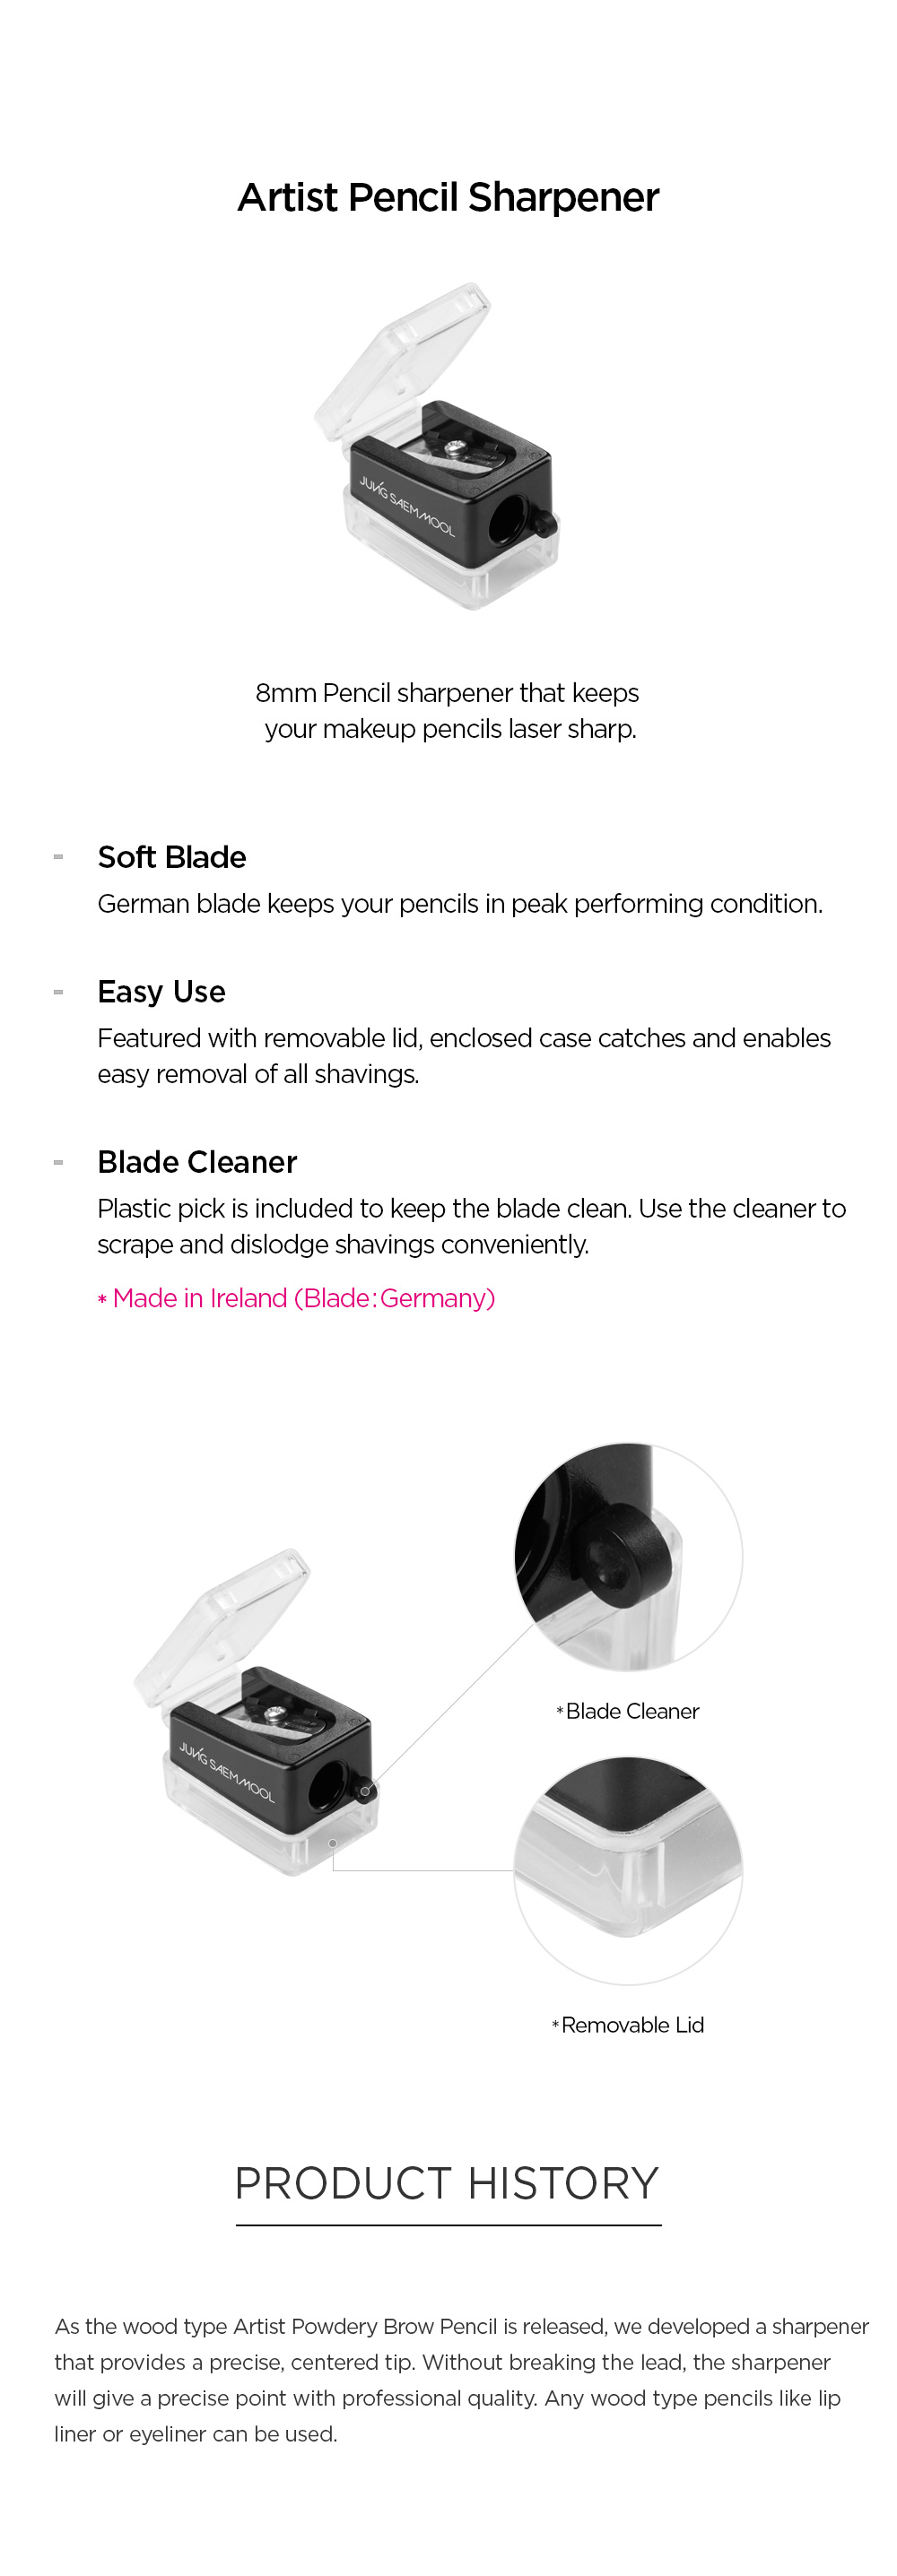 Artist Pencil Sharpener
JUNG SAEM MOOL
8mm Pencil sharpener that keeps
your makeup pencils laser sharp.
- Soft Blade
German blade keeps your pencils in peak performing condition.
- Easy Use
Featured with removable lid, enclosed case catches and enables
easy removal of all shavings.
- Blade Cleaner
Plastic pick is included to keep the blade clean. Use the cleaner to
scrape and dislodge shavings conveniently.
* Made in Ireland (Blade:Germany)
JUNG SAEM MOOL
*Blade Cleaner
*Removable Lid
PRODUCT HISTORY
As the wood type Artist Powdery Brow Pencil is released, we developed a sharpener
that provides a precise, centered tip. Without breaking the lead, the sharpener
will give a precise point with professional quality. Any wood type pencils like lip
liner or eyeliner can be used.